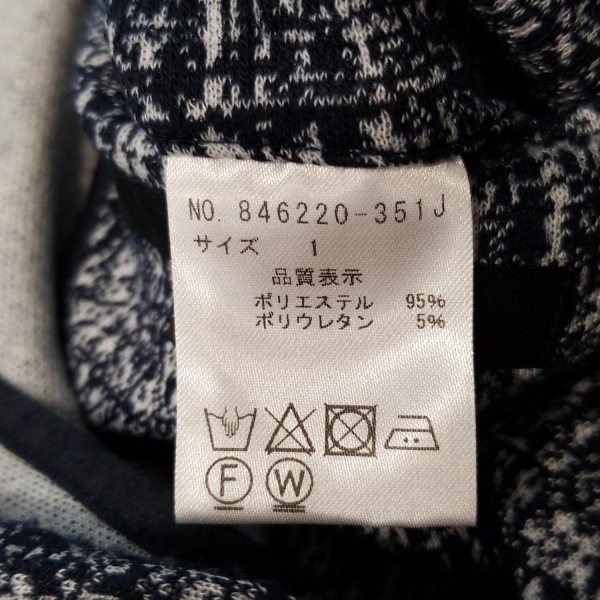 NO. 846220-351J
サイズ 1
品質表示
ポリエステル 95%
ポリウレタン 5%
F W